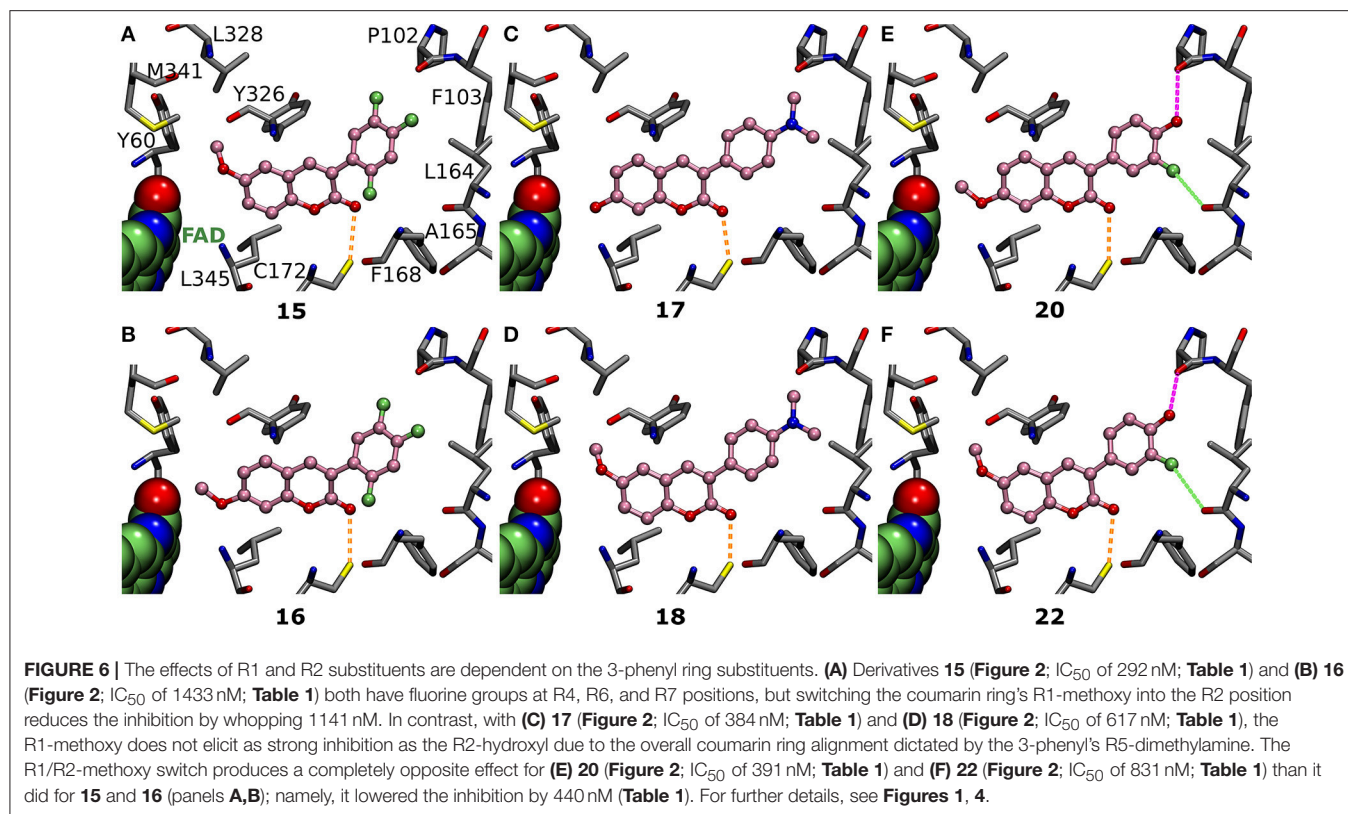 A
L328
P102
M341
Y326
F103
Y60
L164
FAD
A165
L345
C172
F168
15
C
17
E
20
B
16
D
18
F
22
FIGURE 6 | The effects of R1 and R2 substituents are dependent on the 3-phenyl ring substituents. (A) Derivatives 15 (Figure 2; IC50 of 292 nM; Table 1) and (B) 16
(Figure 2; IC50 of 1433 nM; Table 1) both have fluorine groups at R4, R6, and R7 positions, but switching the coumarin ring's R1-methoxy into the R2 position
reduces the inhibition by whopping 1141 nM. In contrast, with (C) 17 (Figure 2; IC50 of 384 nM; Table 1) and (D) 18 (Figure 2; IC50 of 617 nM; Table 1), the
R1-methoxy does not elicit as strong inhibition as the R2-hydroxyl due to the overall coumarin ring alignment dictated by the 3-phenyl's R5-dimethylamine. The
R1/R2-methoxy switch produces a completely opposite effect for (E) 20 (Figure 2; IC50 of 391 nM; Table 1) and (F) 22 (Figure 2; IC50 of 831 nM; Table 1) than it
did for 15 and 16 (panels A,B); namely, it lowered the inhibition by 440 nM (Table 1). For further details, see Figures 1, 4.